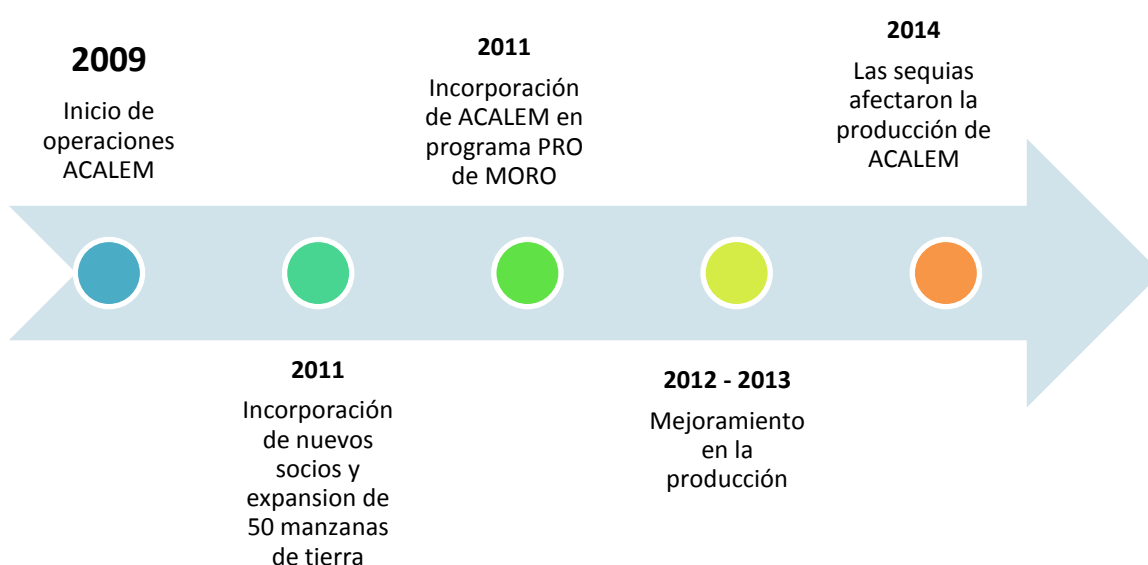 2009
Inicio de
operaciones
ACALEM
2011
Incorporación
de nuevos
socios y
expansion de
50 manzanas
de tierra
2011
Incorporación
de ACALEM en
programa PRO
de MORO
2012 - 2013
Mejoramiento
en la
producción
2014
Las sequias
afectaron la
producción de
ACALEM